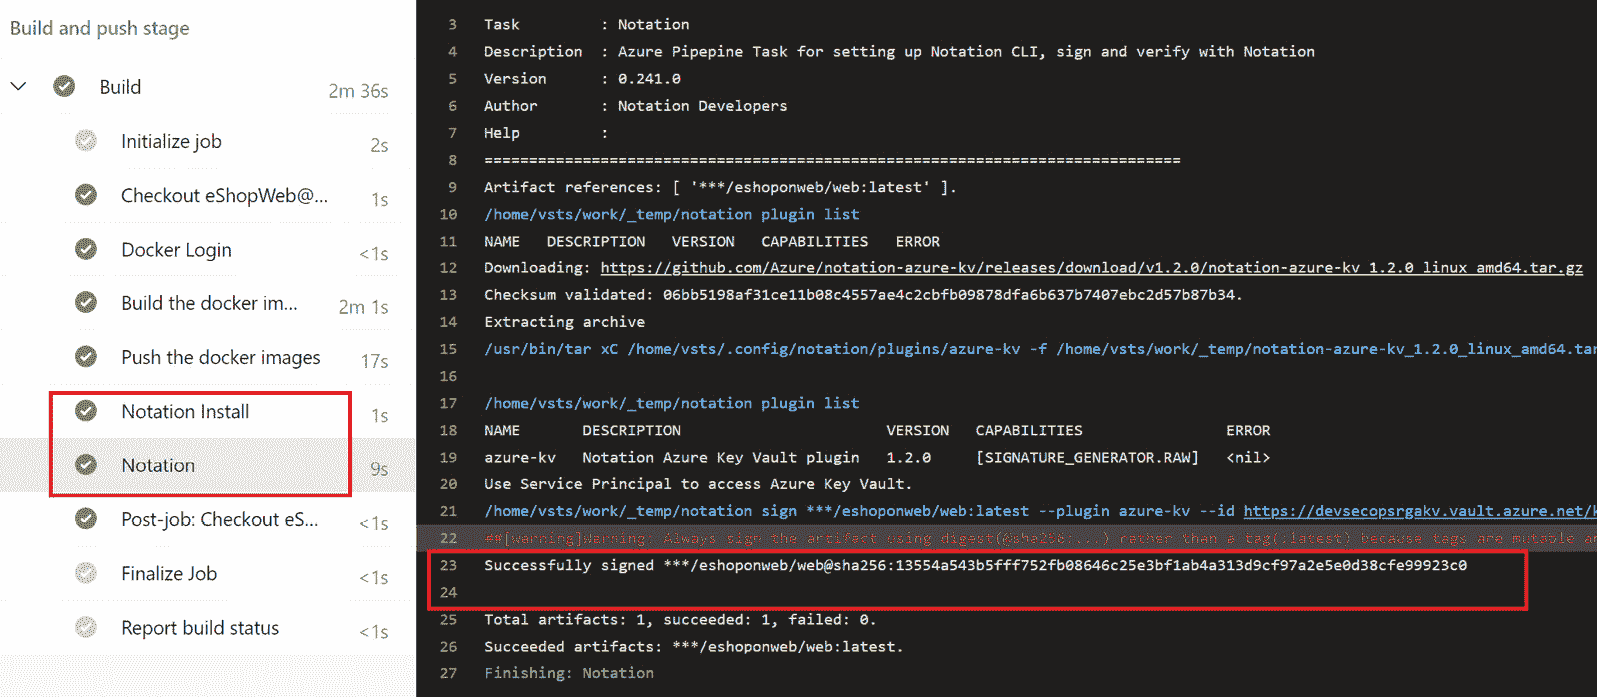 Build and push stage
Build 2m 36s
Initialize job 2s
Checkout eShopWeb@... 1s
Docker Login <1s
Build the docker im... 2m 1s
Push the docker images 17s
Notation Install 1s
Notation 9s
Post-job: Checkout eS... <1s
Finalize Job <1s
Report build status <1s
3 Task : Notation
4 Description : Azure Pipepine Task for setting up Notation CLI, sign and verify with Notation
5 Version : 0.241.0
6 Author : Notation Developers
7 Help :
8 ==============================================================================
9 Artifact references: [ '***/eshoponweb/web:latest' ].
10 /home/vsts/work/_temp/notation plugin list
11 NAME DESCRIPTION VERSION CAPABILITIES ERROR
12 Downloading: https://github.com/Azure/notation-azure-kv/releases/download/v1.2.0/notation-azure-kv_1.2.0_linux_amd64.tar.gz
13 Checksum validated: 06bb5198af31ce11b08c4557ae4c2cbfb09878dfa6b637b7407ebc2d57b87b34.
14 Extracting archive
15 /usr/bin/tar xC /home/vsts/.config/notation/plugins/azure-kv -f /home/vsts/work/_temp/notation-azure-kv_1.2.0_linux_amd64.tar
16
17 /home/vsts/work/_temp/notation plugin list
18 NAME DESCRIPTION VERSION CAPABILITIES ERROR
19 azure-kv Notation Azure Key Vault plugin 1.2.0 [SIGNATURE_GENERATOR.RAW] <nil>
20 Use Service Principal to access Azure Key Vault.
21 /home/vsts/work/_temp/notation sign ***/eshoponweb/web:latest --plugin azure-kv --id https://devsecopsrgakv.vault.azure.net/k
22 ##[warning]Warning: Always sign the artifact using digest(@sha256:...) rather than a tag(:latest) because tags are mutable an
23 Successfully signed ***/eshoponweb/web@sha256:13554a543b5fff752fb08646c25e3bf1ab4a313d9cf97a2e5e0d38cfe99923c0
24
25 Total artifacts: 1, succeeded: 1, failed: 0.
26 Succeeded artifacts: ***/eshoponweb/web:latest.
27 Finishing: Notation